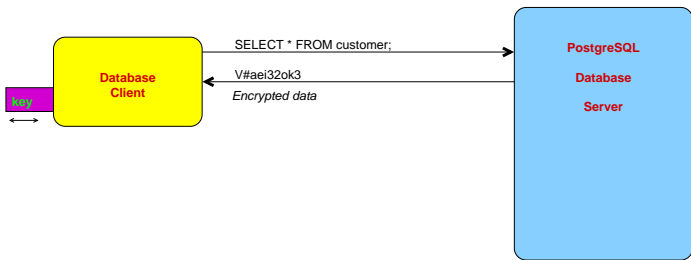 SELECT * FROM customer;
PostgreSQL
V#aei32ok3
Database
Client
Database
key
Encrypted data
Server